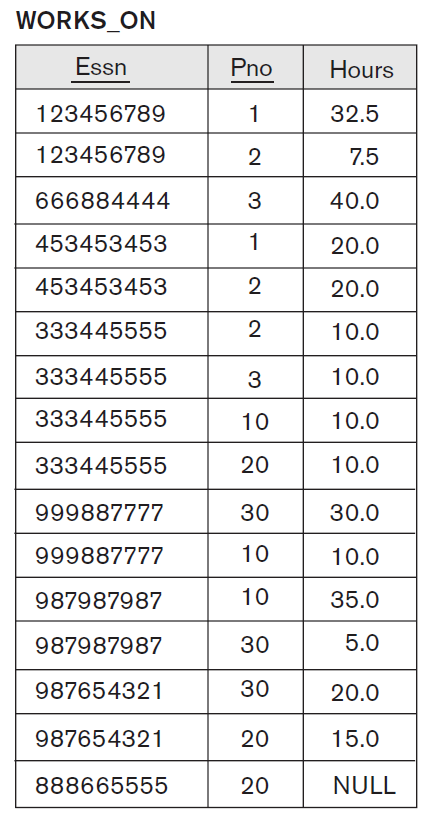 WORKS_ON
Essn Pno Hours
123456789 1 32.5
123456789 2 7.5
666884444 3 40.0
453453453 1 20.0
453453453 2 20.0
333445555 2 10.0
333445555 3 10.0
333445555 10 10.0
333445555 20 10.0
999887777 30 30.0
999887777 10 10.0
987987987 10 35.0
987987987 30 5.0
987654321 30 20.0
987654321 20 15.0
888665555 20 NULL